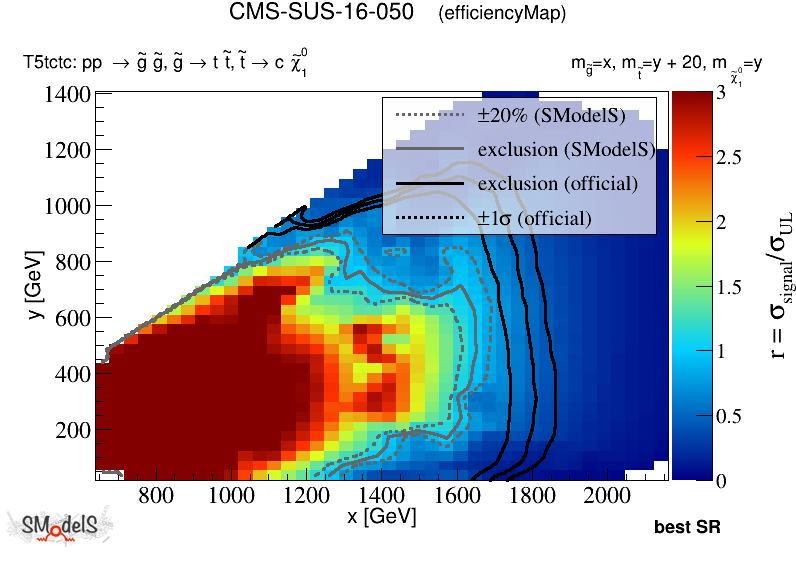 CMS-SUS-16-050 (efficiencyMap)
T5tctc: pp → g̃ g̃, g̃ → t t̃, t̃ → c χ̃₁⁰ m_g̃=x, m_t̃=y + 20, m_χ̃₁⁰=y
±20% (SModelS)
exclusion (SModelS)
exclusion (official)
±1σ (official)
1400
1200
1000
800
600
400
200
y [GeV]
800 1000 1200 1400 1600 1800 2000
x [GeV]
3
2.5
2
1.5
1
0.5
0
r = σ_signal/σ_UL
SModelS
best SR